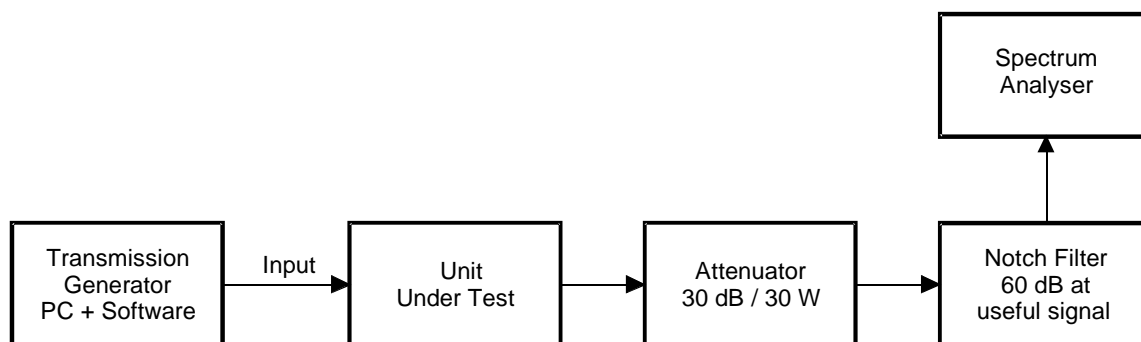 Spectrum
Analyser
Transmission
Generator
PC + Software
Input
Unit
Under Test
Attenuator
30 dB / 30 W
Notch Filter
60 dB at
useful signal